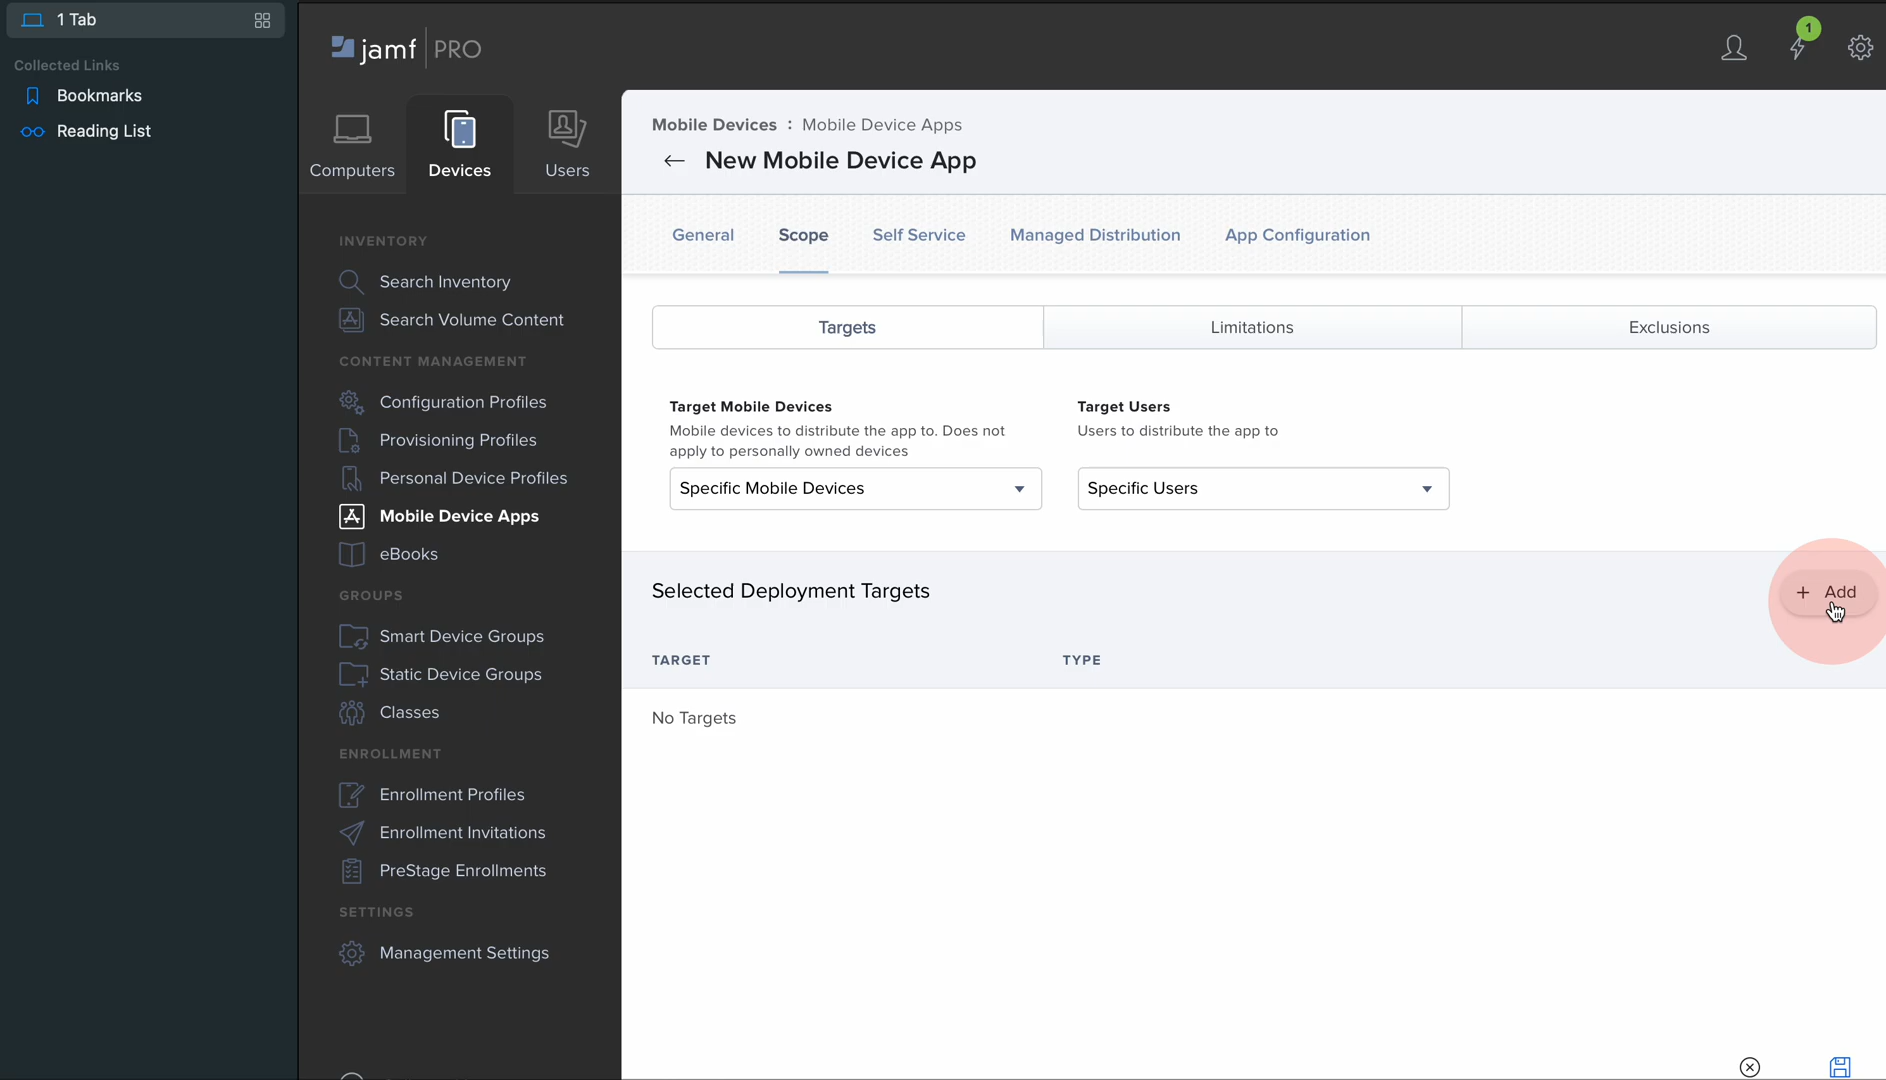 1 Tab
Collected Links
Bookmarks
Reading List
jamf PRO
1
Computers
Devices
Users
INVENTORY
Search Inventory
Search Volume Content
CONTENT MANAGEMENT
Configuration Profiles
Provisioning Profiles
Personal Device Profiles
Mobile Device Apps
eBooks
GROUPS
Smart Device Groups
Static Device Groups
Classes
ENROLLMENT
Enrollment Profiles
Enrollment Invitations
PreStage Enrollments
SETTINGS
Management Settings
Mobile Devices : Mobile Device Apps
← New Mobile Device App
General Scope Self Service Managed Distribution App Configuration
Targets Limitations Exclusions
Target Mobile Devices
Mobile devices to distribute the app to. Does not
apply to personally owned devices
Specific Mobile Devices
Target Users
Users to distribute the app to
Specific Users
Selected Deployment Targets
+ Add
TARGET TYPE
No Targets